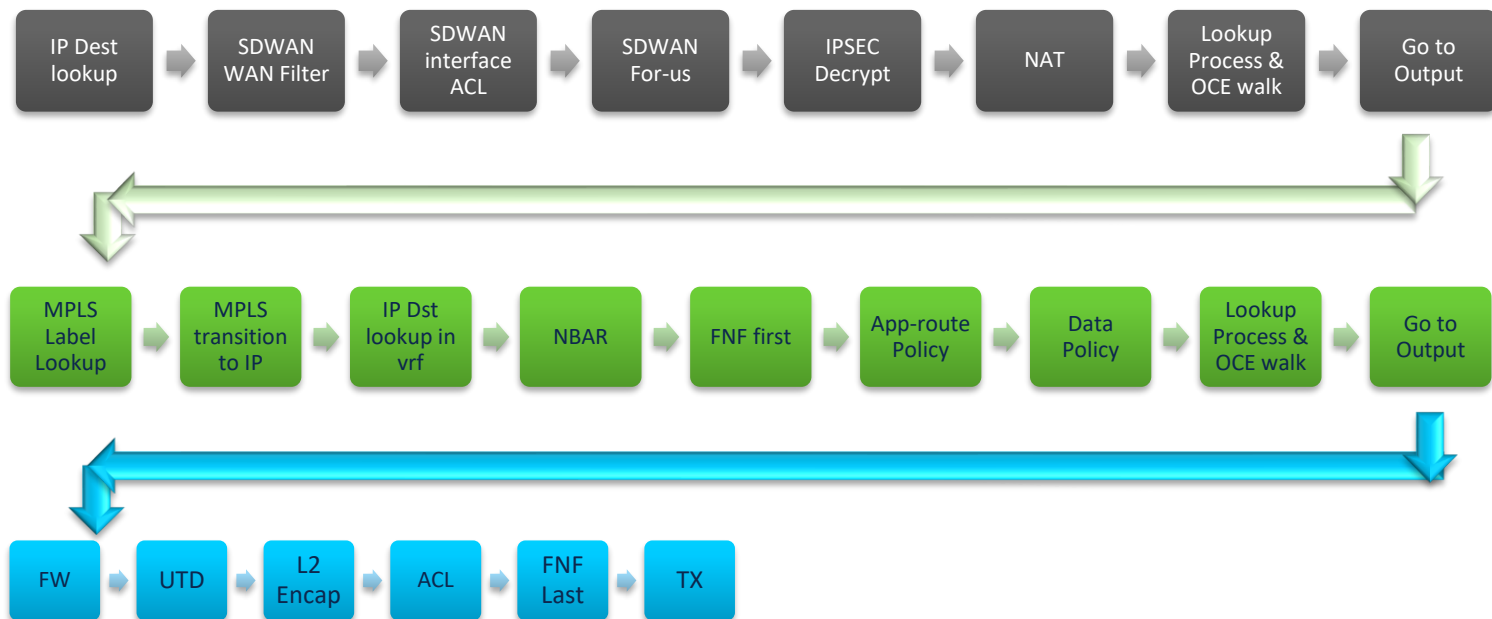 IP Dest
lookup
SDWAN
WAN Filter
SDWAN
interface
ACL
SDWAN
For-us
IPSEC
Decrypt
NAT
Lookup
Process &
OCE walk
Go to
Output
MPLS
Label
Lookup
MPLS
transition
to IP
IP Dst
lookup in
vrf
NBAR
FNF first
App-route
Policy
Data
Policy
Lookup
Process &
OCE walk
Go to
Output
FW
UTD
L2
Encap
ACL
FNF
Last
TX